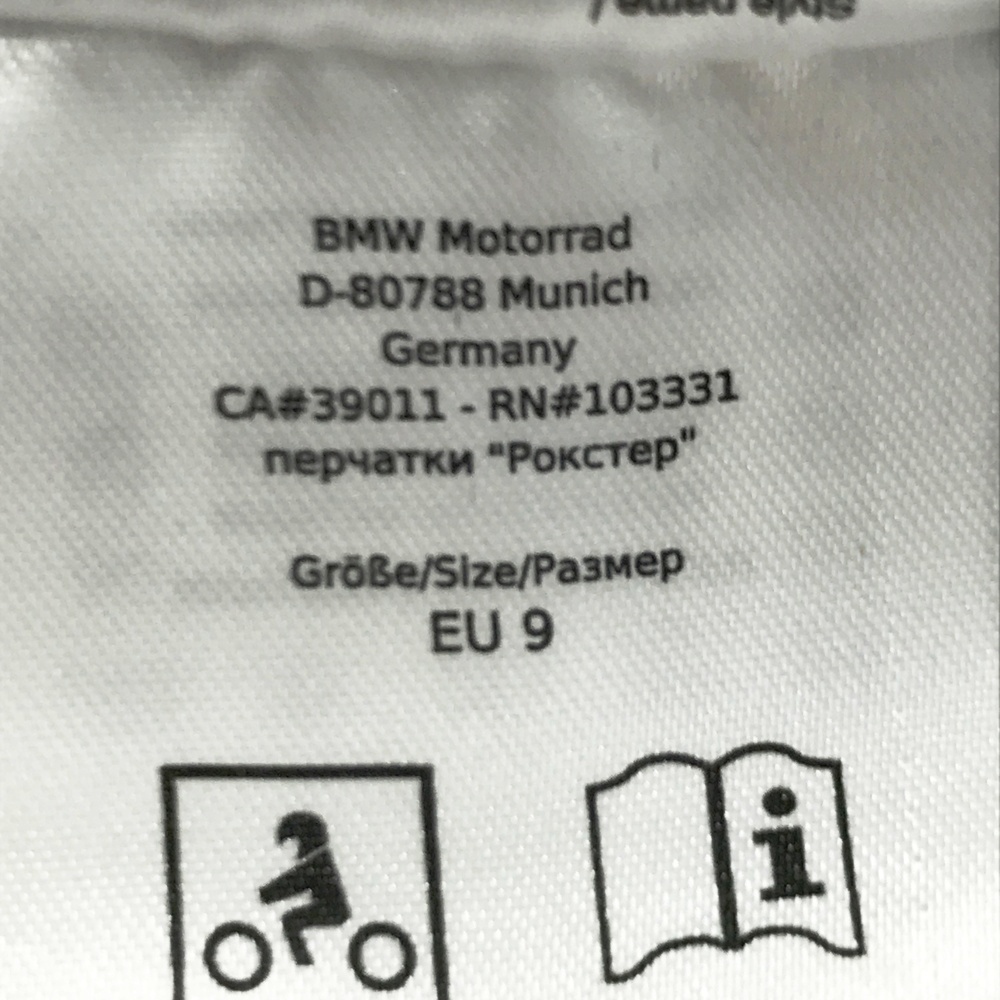 BMW Motorrad
D-80788 Munich
Germany
CA#39011 - RN#103331
перчатки "Рокстер"
Größe/Size/Размер
EU 9
i